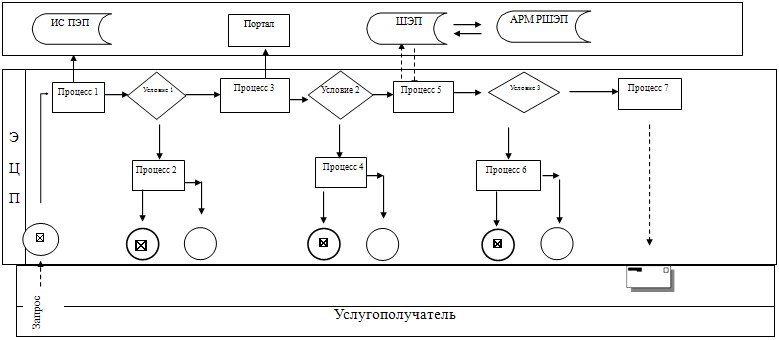 ИС ПЭП
Портал
ШЭП
АРМ РШЭП
Процесс 1
Условие 1
Процесс 3
Условие 2
Процесс 5
Условие 3
Процесс 7
Э
Ц
П
Процесс 2
Процесс 4
Процесс 6
Запрос
Услугополучатель